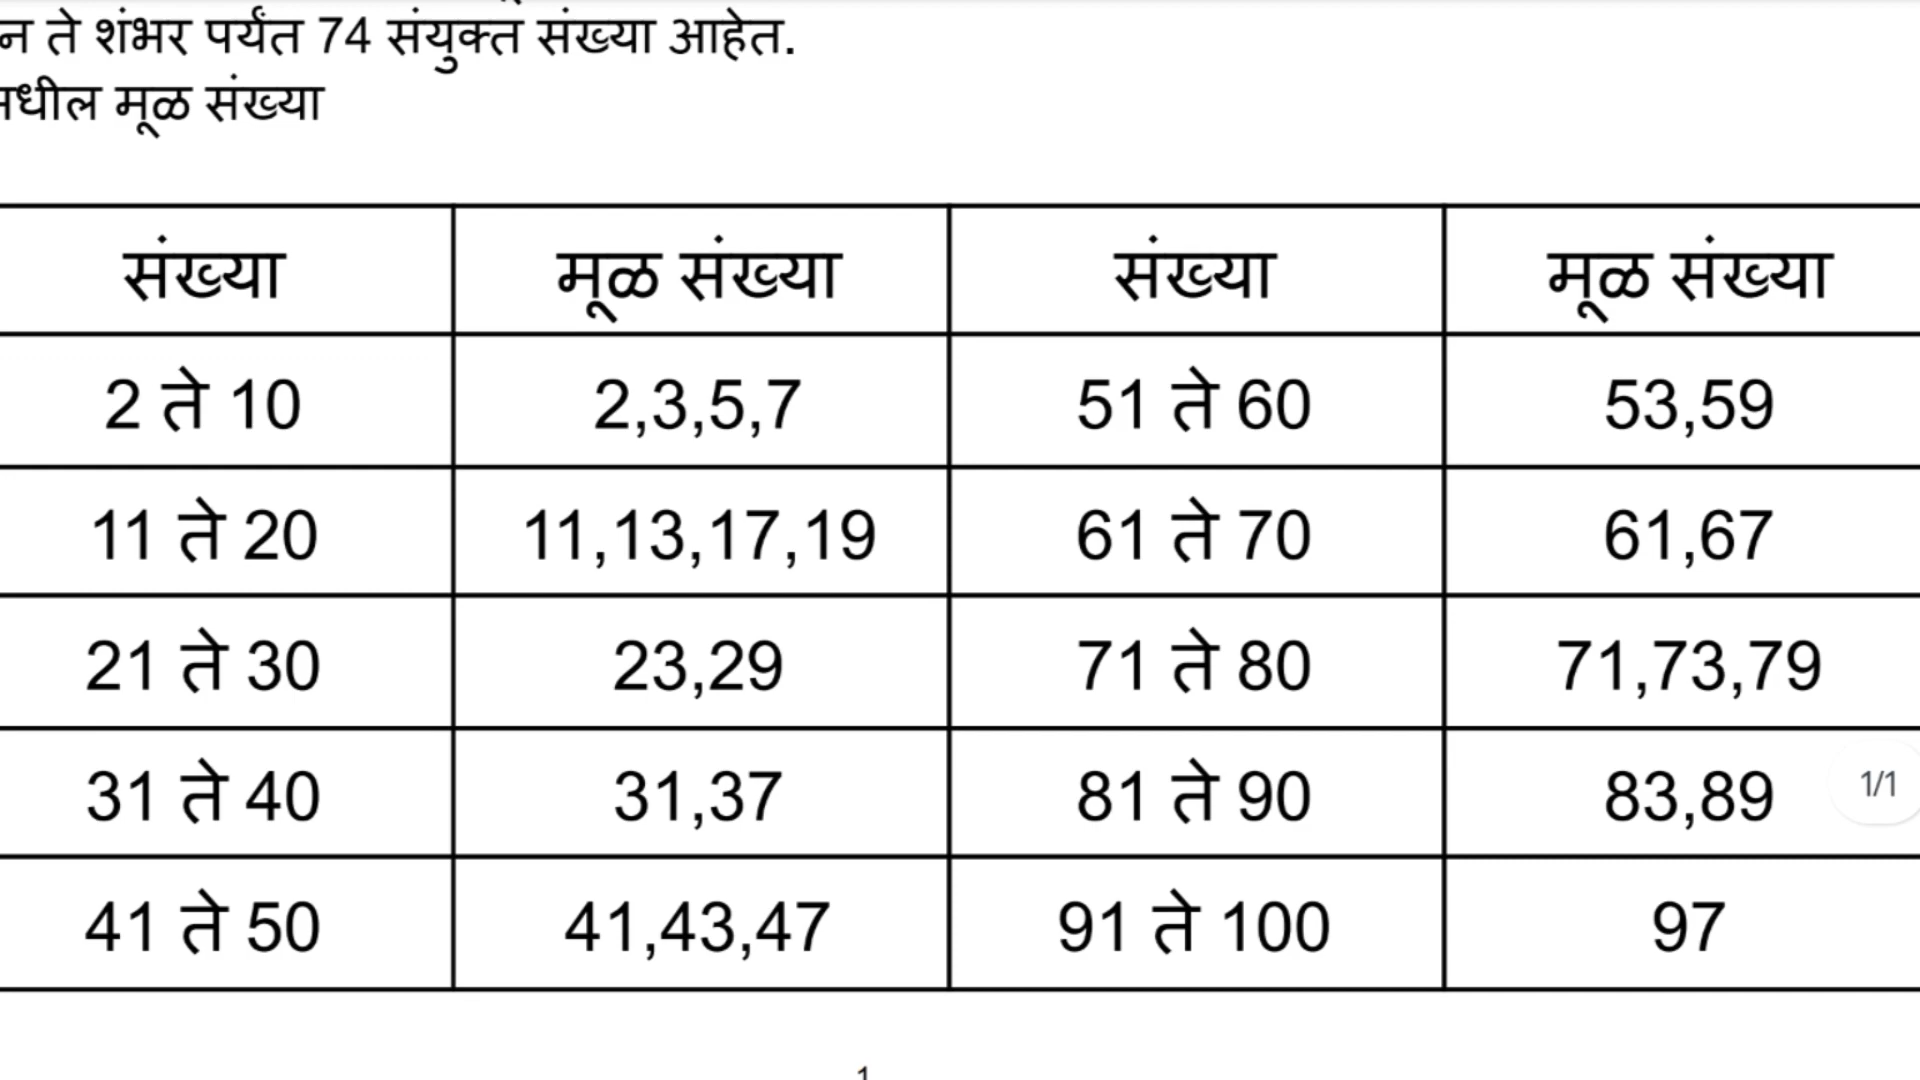 ते शंभर पर्यंत 74 संयुक्त संख्या आहेत.
मूळ संख्या
संख्या मूळ संख्या संख्या मूळ संख्या
2 ते 10 2,3,5,7 51 ते 60 53,59
11 ते 20 11,13,17,19 61 ते 70 61,67
21 ते 30 23,29 71 ते 80 71,73,79
31 ते 40 31,37 81 ते 90 83,89 1/1
41 ते 50 41,43,47 91 ते 100 97
1